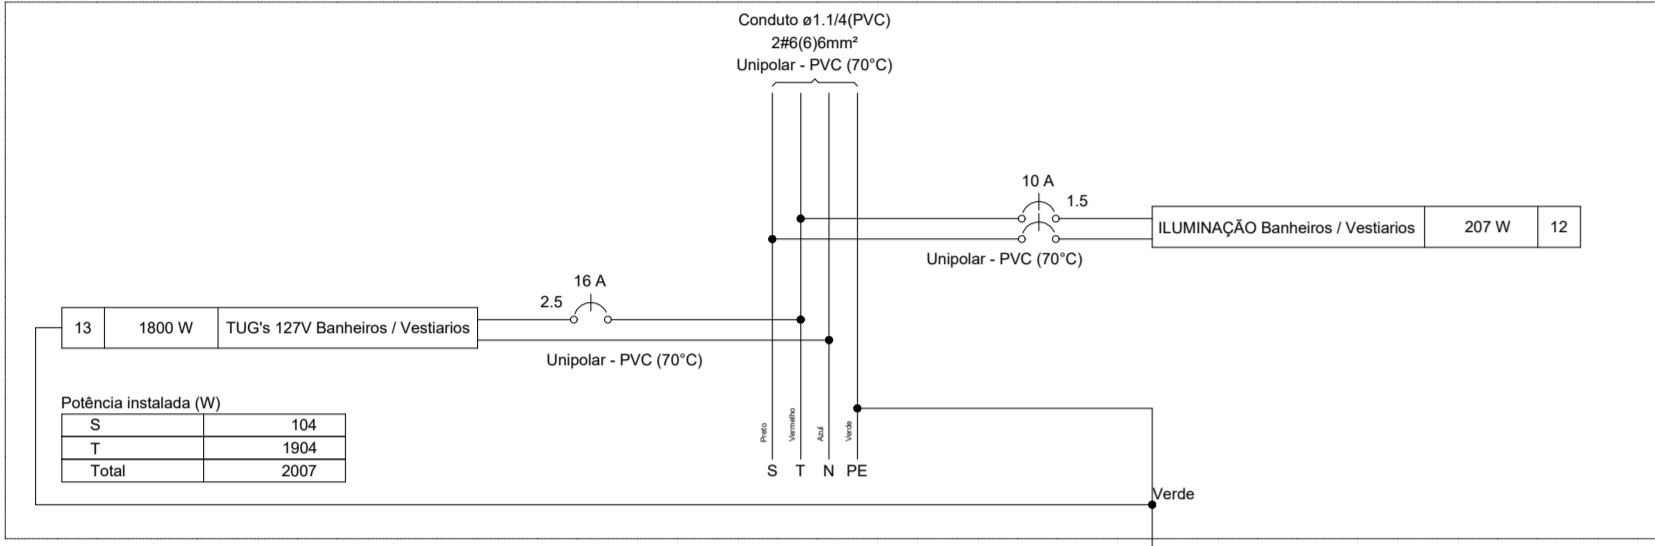 Conduto ø1.1/4(PVC)
2#6(6)6mm²
Unipolar - PVC (70°C)
10 A
1.5
ILUMINAÇÃO Banheiros / Vestiarios 207 W 12
Unipolar - PVC (70°C)
16 A
2.5
13 1800 W TUG's 127V Banheiros / Vestiarios
Unipolar - PVC (70°C)
Potência instalada (W)
S 104
T 1904
Total 2007
Preto Vermelho Azul Verde
S T N PE
Verde